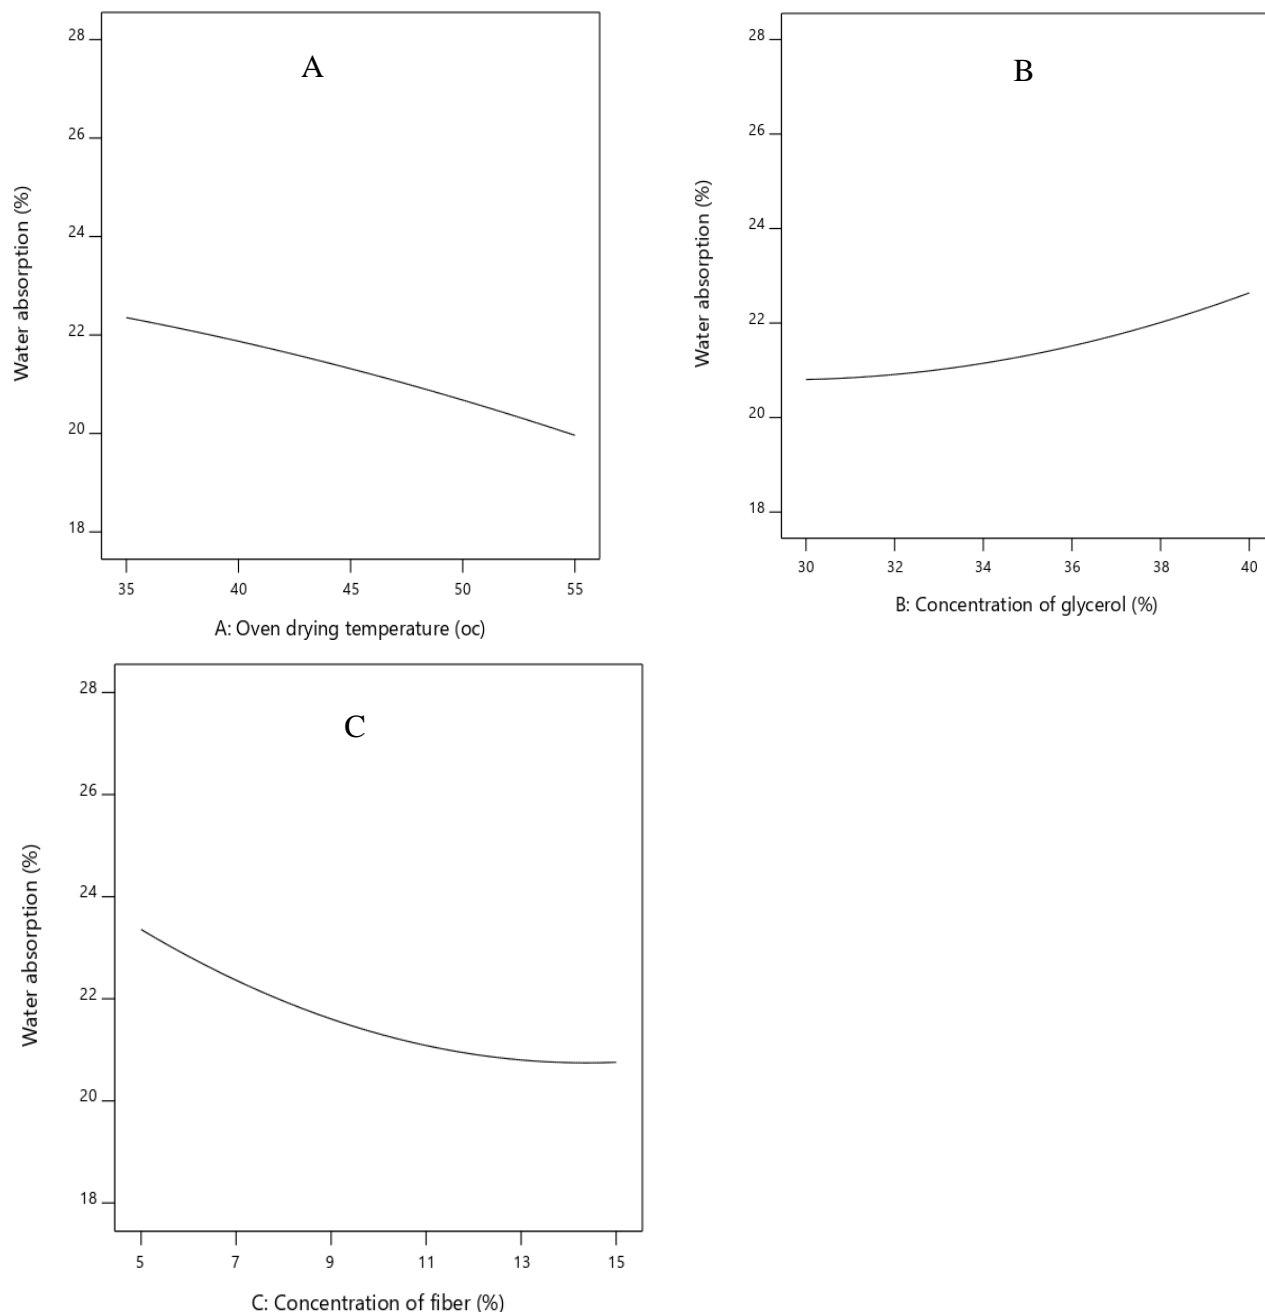 A
28
26
24
22
20
18
Water absorption (%)
35 40 45 50 55
A: Oven drying temperature (oc)
B
28
26
24
22
20
18
Water absorption (%)
30 32 34 36 38 40
B: Concentration of glycerol (%)
C
28
26
24
22
20
18
Water absorption (%)
5 7 9 11 13 15
C: Concentration of fiber (%)